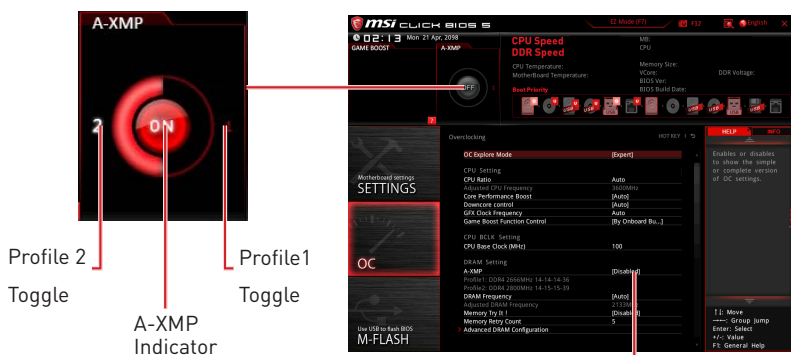 A-XMP
2
ON
1
Profile 2
Toggle
A-XMP
Indicator
Profile1
Toggle
msi CLICK BIOS 5
EZ Mode (F7)
F12
English
02:13 Mon 21 Apr, 2098
GAME BOOST
A-XMP
OFF
1
?
CPU Speed
DDR Speed
CPU Temperature:
MotherBoard Temperature:
MB:
CPU
Memory Size:
VCore:
BIOS Ver:
BIOS Build Date:
DDR Voltage:
Boot Priority
U
U
USB U
U
USB U
U
U
USB
USB
USB
Motherboard settings
SETTINGS
OC
Use USB to flash BIOS
M-FLASH
Overclocking
HOT KEY
OC Explore Mode [Expert]
CPU Setting
CPU Ratio Auto
Adjusted CPU Frequency 3600MHz
Core Performance Boost [Auto]
Downcore control [Auto]
GFX Clock Frequency Auto
Game Boost Function Control [By Onboard Bu...]
CPU BCLK Setting
CPU Base Clock (MHz) 100
DRAM Setting
A-XMP [Disabled]
Profile1: DDR4 2666MHz 14-14-14-36
Profile2: DDR4 2800MHz 14-15-15-39
DRAM Frequency [Auto]
Adjusted DRAM Frequency 2133MHz
Memory Try It ! [Disabled]
Memory Retry Count 5
> Advanced DRAM Configuration
HELP
INFO
Enables or disables
to show the simple
or complete version
of OC settings.
↑↓: Move
→←: Group Jump
Enter: Select
+/-: Value
F1: General Help